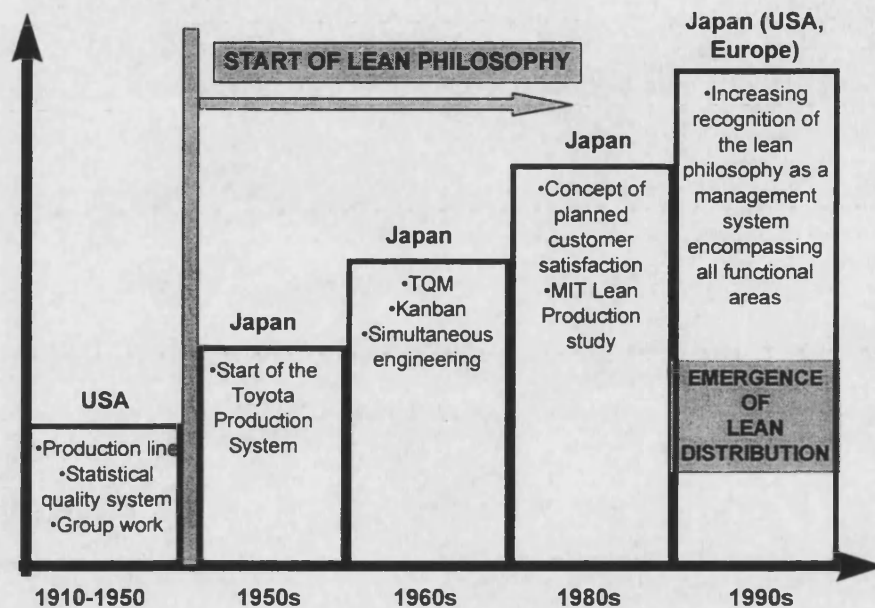 START OF LEAN PHILOSOPHY
USA
•Production line
•Statistical
quality system
•Group work
Japan
•Start of the
Toyota
Production
System
Japan
•TQM
•Kanban
•Simultaneous
engineering
Japan
•Concept of
planned
customer
satisfaction
•MIT Lean
Production
study
Japan (USA,
Europe)
•Increasing
recognition of
the lean
philosophy as a
management
system
encompassing
all functional
areas
EMERGENCE
OF
LEAN
DISTRIBUTION
1910-1950
1950s
1960s
1980s
1990s